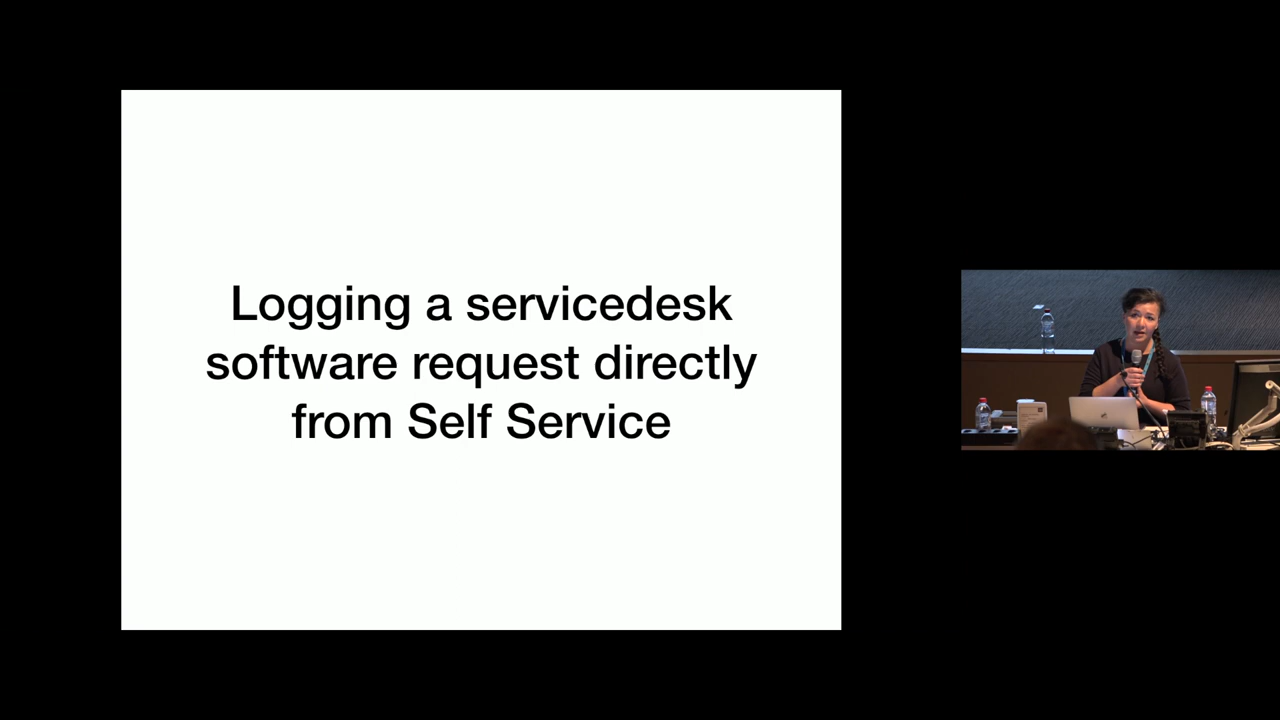 Logging a servicedesk
software request directly
from Self Service